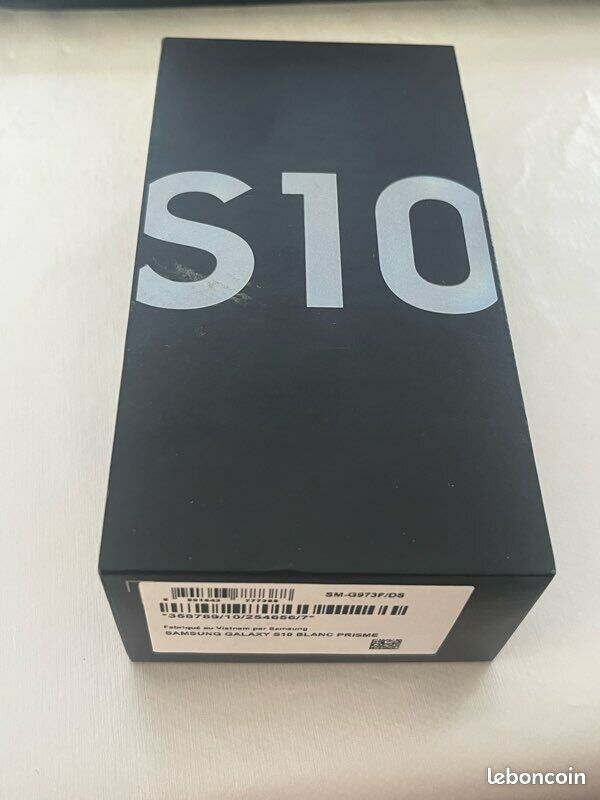 S10
SM-G973F/DS
"358789/10/254656/7"
Fabriqué au Vietnam par Samsung
SAMSUNG GALAXY S10 BLANC PRISME
leboncoin